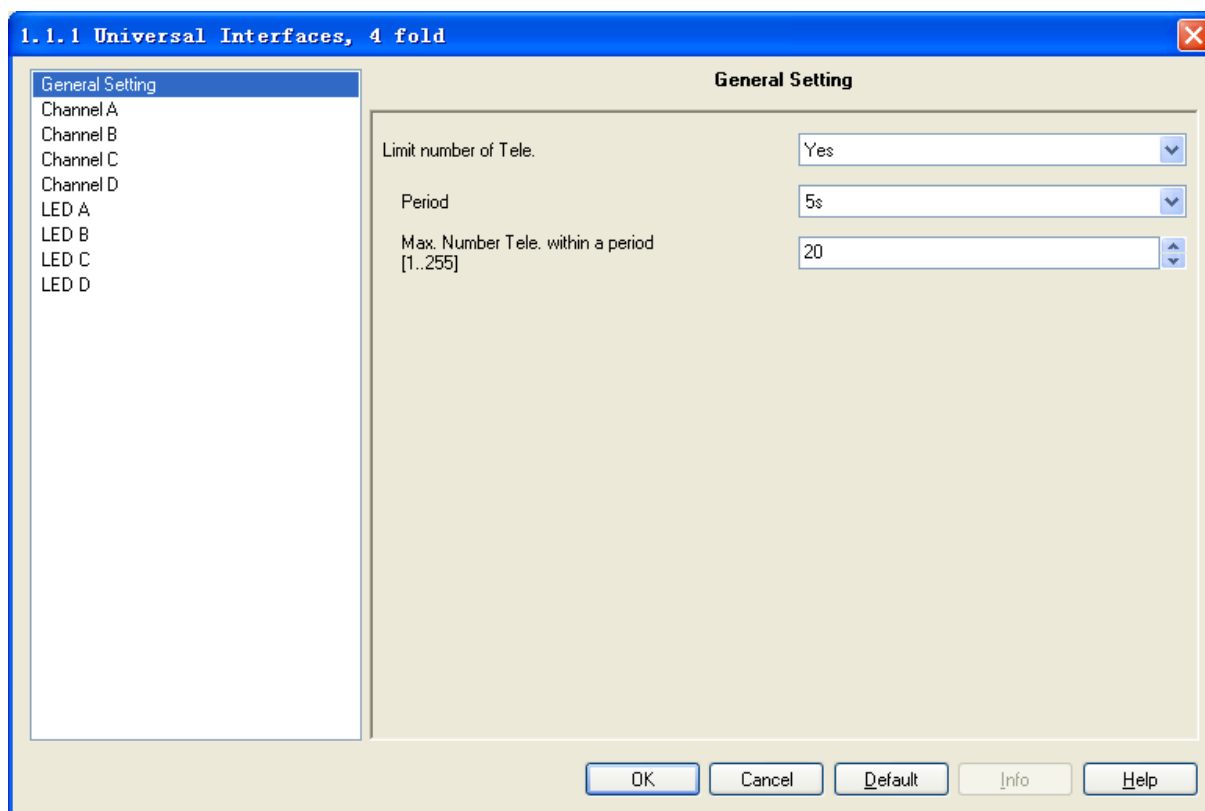 1.1.1 Universal Interfaces, 4 fold
General Setting
Channel A
Channel B
Channel C
Channel D
LED A
LED B
LED C
LED D
General Setting
Limit number of Tele.
Yes
Period
5s
Max. Number Tele. within a period
[1..255]
20
OK
Cancel
Default
Info
Help